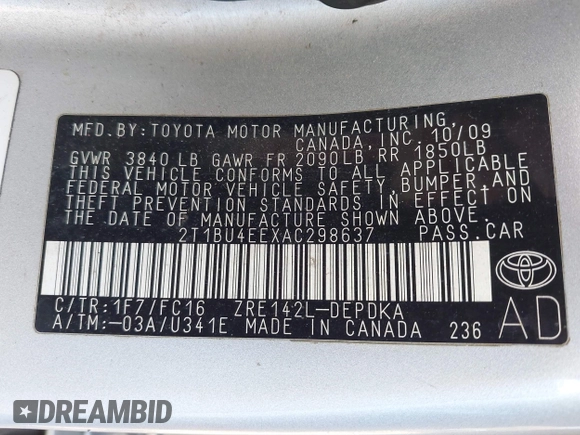 MFD. BY: TOYOTA MOTOR MANUFACTURING,
CANADA, INC. 10/09
GVWR 3840 LB GAWR FR 2090LB RR 1850LB
THIS VEHICLE CONFORMS TO ALL APPLICABLE
FEDERAL MOTOR VEHICLE SAFETY, BUMPER, AND
THEFT PREVENTION STANDARDS IN EFFECT ON
THE DATE OF MANUFACTURE SHOWN ABOVE.
2T1BU4EEXAC298637 PASS. CAR
C/TR: 1F7/FC16 ZRE142L-DEPDKA
A/TM: -03A/U341E MADE IN CANADA 236
AD
DREAMBID